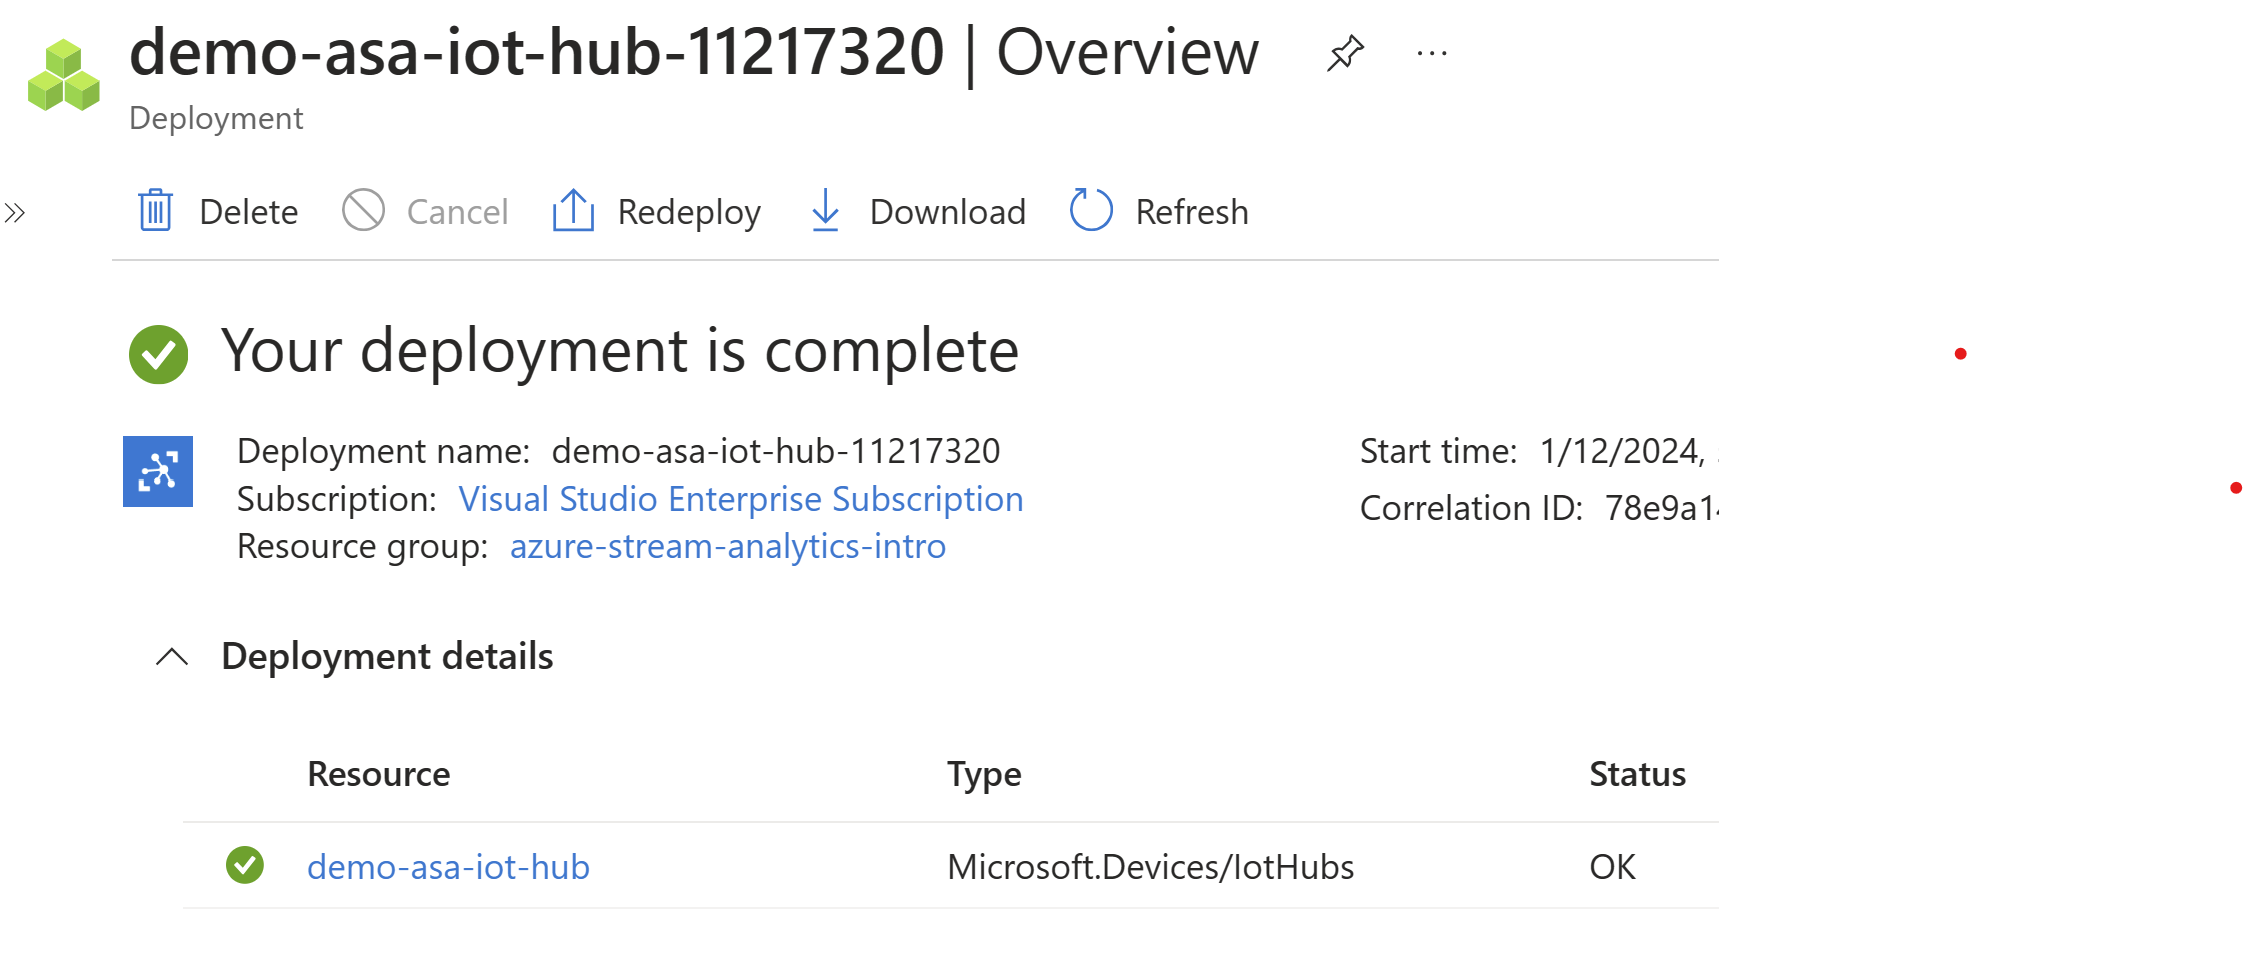 demo-asa-iot-hub-11217320 | Overview
Deployment
Delete Cancel Redeploy Download Refresh
Your deployment is complete
Deployment name: demo-asa-iot-hub-11217320
Subscription: Visual Studio Enterprise Subscription
Resource group: azure-stream-analytics-intro
Start time: 1/12/2024,
Correlation ID: 78e9a1
Deployment details
Resource Type Status
demo-asa-iot-hub Microsoft.Devices/IotHubs OK